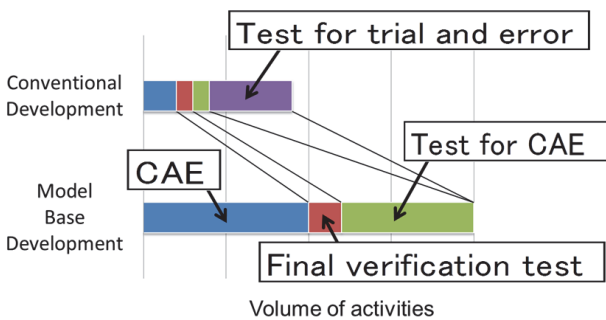 Test for trial and error
Conventional
Development
Test for CAE
CAE
Model
Base
Development
Final verification test
Volume of activities